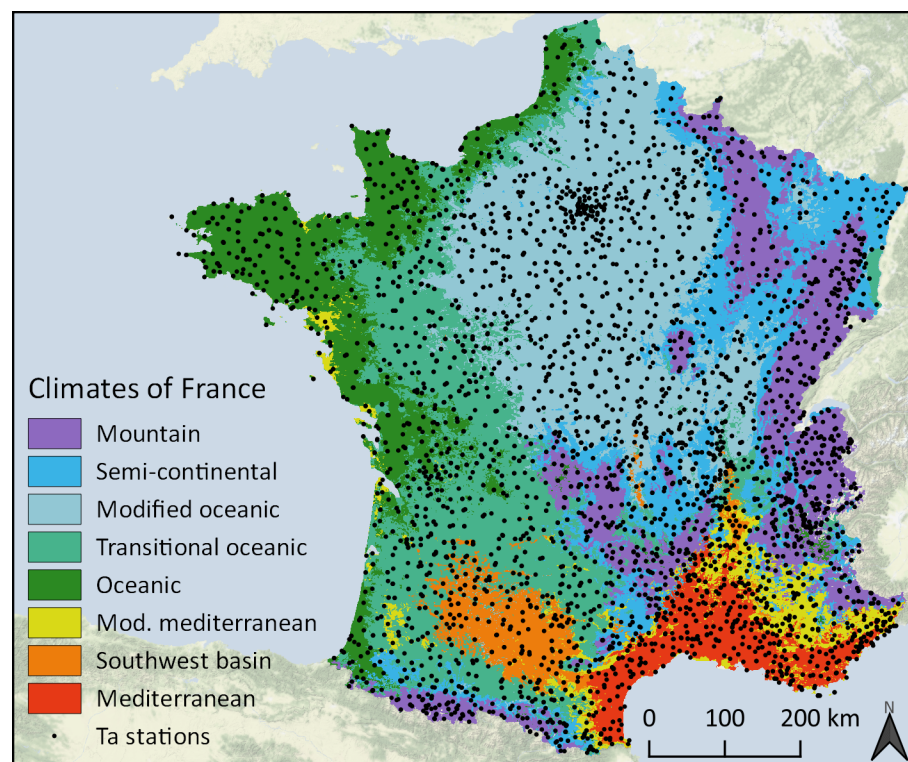 Climates of France
Mountain
Semi-continental
Modified oceanic
Transitional oceanic
Oceanic
Mod. mediterranean
Southwest basin
Mediterranean
Ta stations
0 100 200 km
N